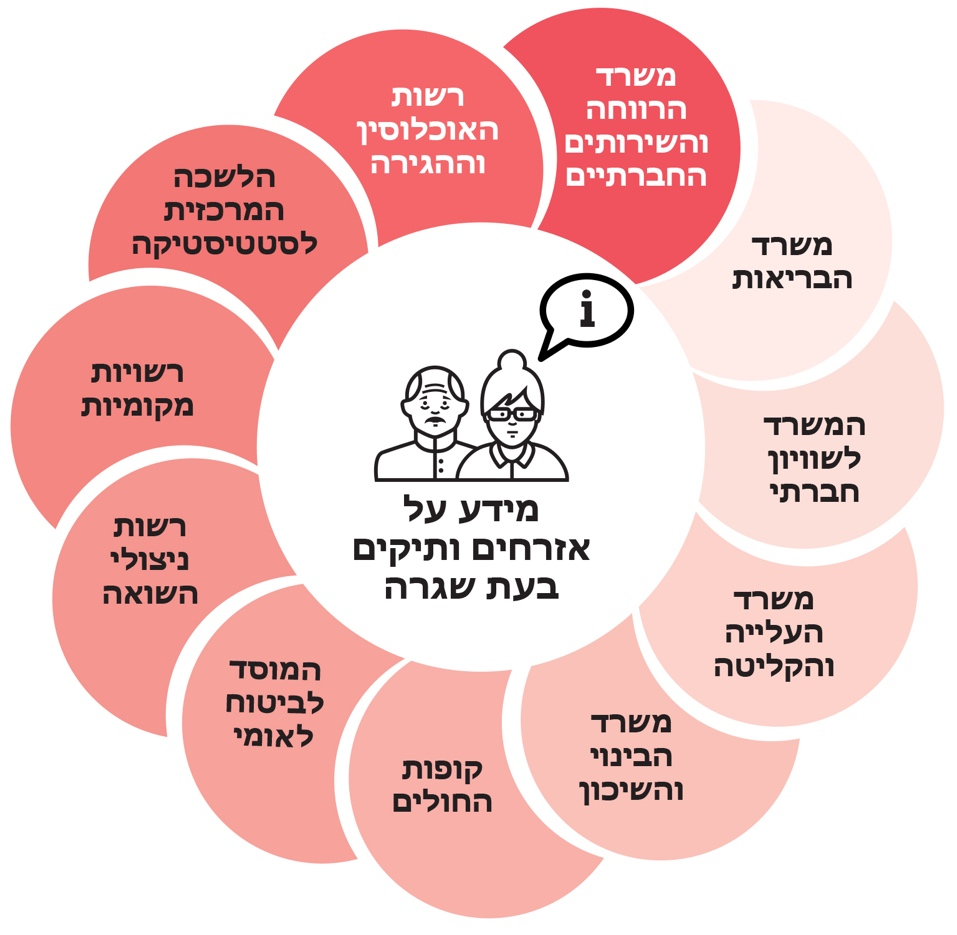 משרד
הרווחה
והשירותים
החברתיים
משרד
הבריאות
המשרד
לשוויון
חברתי
משרד
העלייה
והקליטה
משרד
הבינוי
והשיכון
קופות
החולים
המוסד
לביטוח
לאומי
רשות
ניצולי
השואה
רשויות
מקומיות
הלשכה
המרכזית
לסטטיסטיקה
רשות
האוכלוסין
וההגירה
i
מידע על
אזרחים ותיקים
בעת שגרה